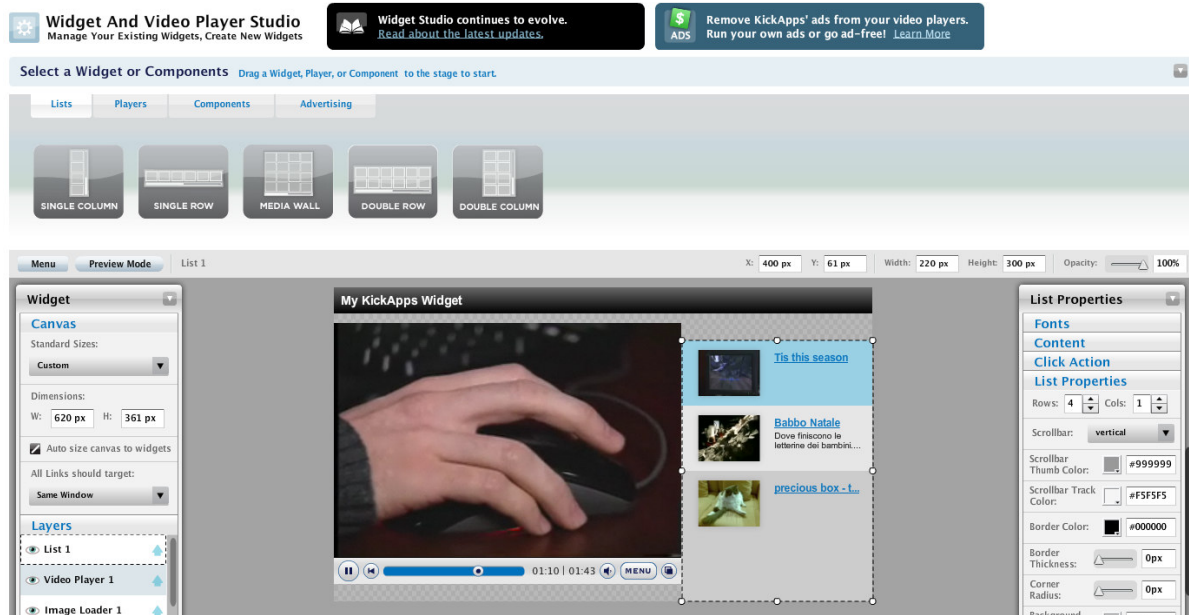 Widget And Video Player Studio
Manage Your Existing Widgets, Create New Widgets
Widget Studio continues to evolve.
Read about the latest updates.
ADS
Remove KickApps' ads from your video players.
Run your own ads or go ad-free! Learn More
Select a Widget or Components Drag a Widget, Player, or Component to the stage to start.
Lists Players Components Advertising
SINGLE COLUMN SINGLE ROW MEDIA WALL DOUBLE ROW DOUBLE COLUMN
Menu Preview Mode List 1 X: 400 px Y: 61 px Width: 220 px Height: 300 px Opacity: 100%
Widget
Canvas
Standard Sizes:
Custom
Dimensions:
W: 620 px H: 361 px
Auto size canvas to widgets
All Links should target:
Same Window
Layers
List 1
Video Player 1
Image Loader 1
My KickApps Widget
Tis this season
Babbo Natale
Dove finiscono le
letterine dei bambini....
precious box - t...
01:10 | 01:43 MENU
List Properties
Fonts
Content
Click Action
List Properties
Rows: 4 Cols: 1
Scrollbar: vertical
Scrollbar
Thumb Color: #999999
Scrollbar Track
Color: #F5F5F5
Border Color: #000000
Border
Thickness: 0px
Corner
Radius: 0px
Background